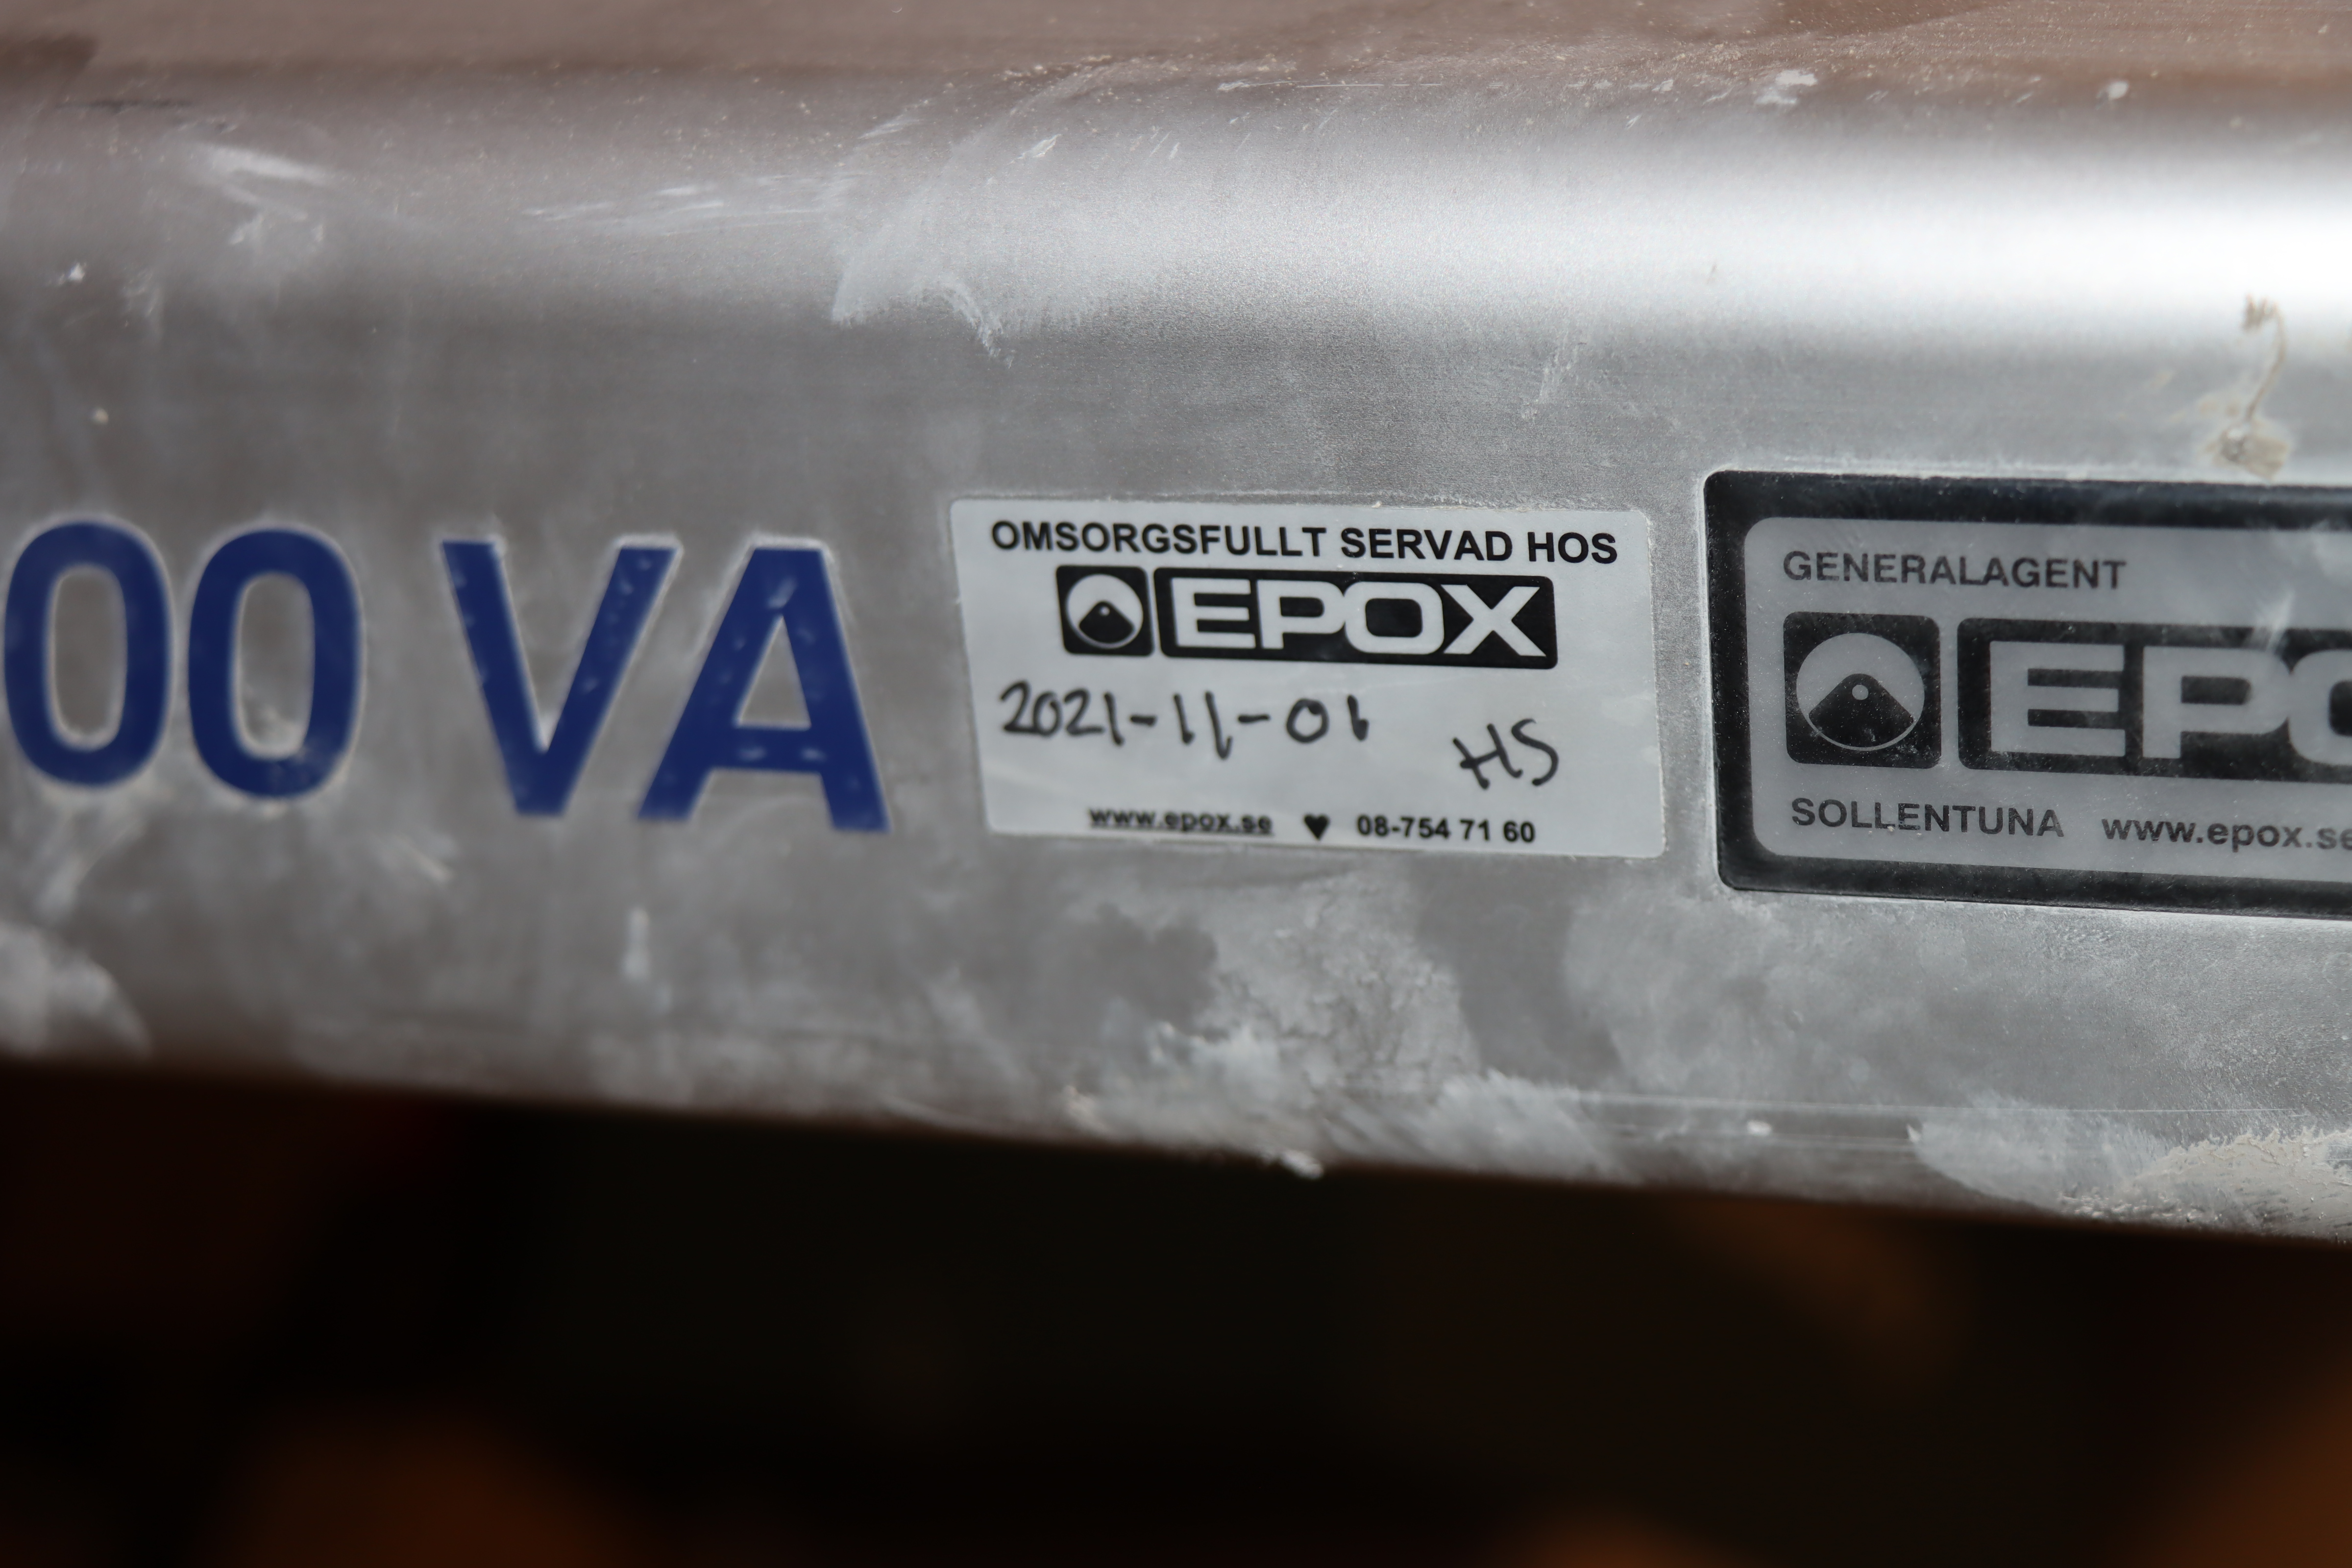 00 VA
OMSORGSFULLT SERVAD HOS
EPOX
2021-11-01
HS
www.epox.se ♥ 08-754 71 60
GENERALAGENT
EPO
SOLLENTUNA www.epox.se